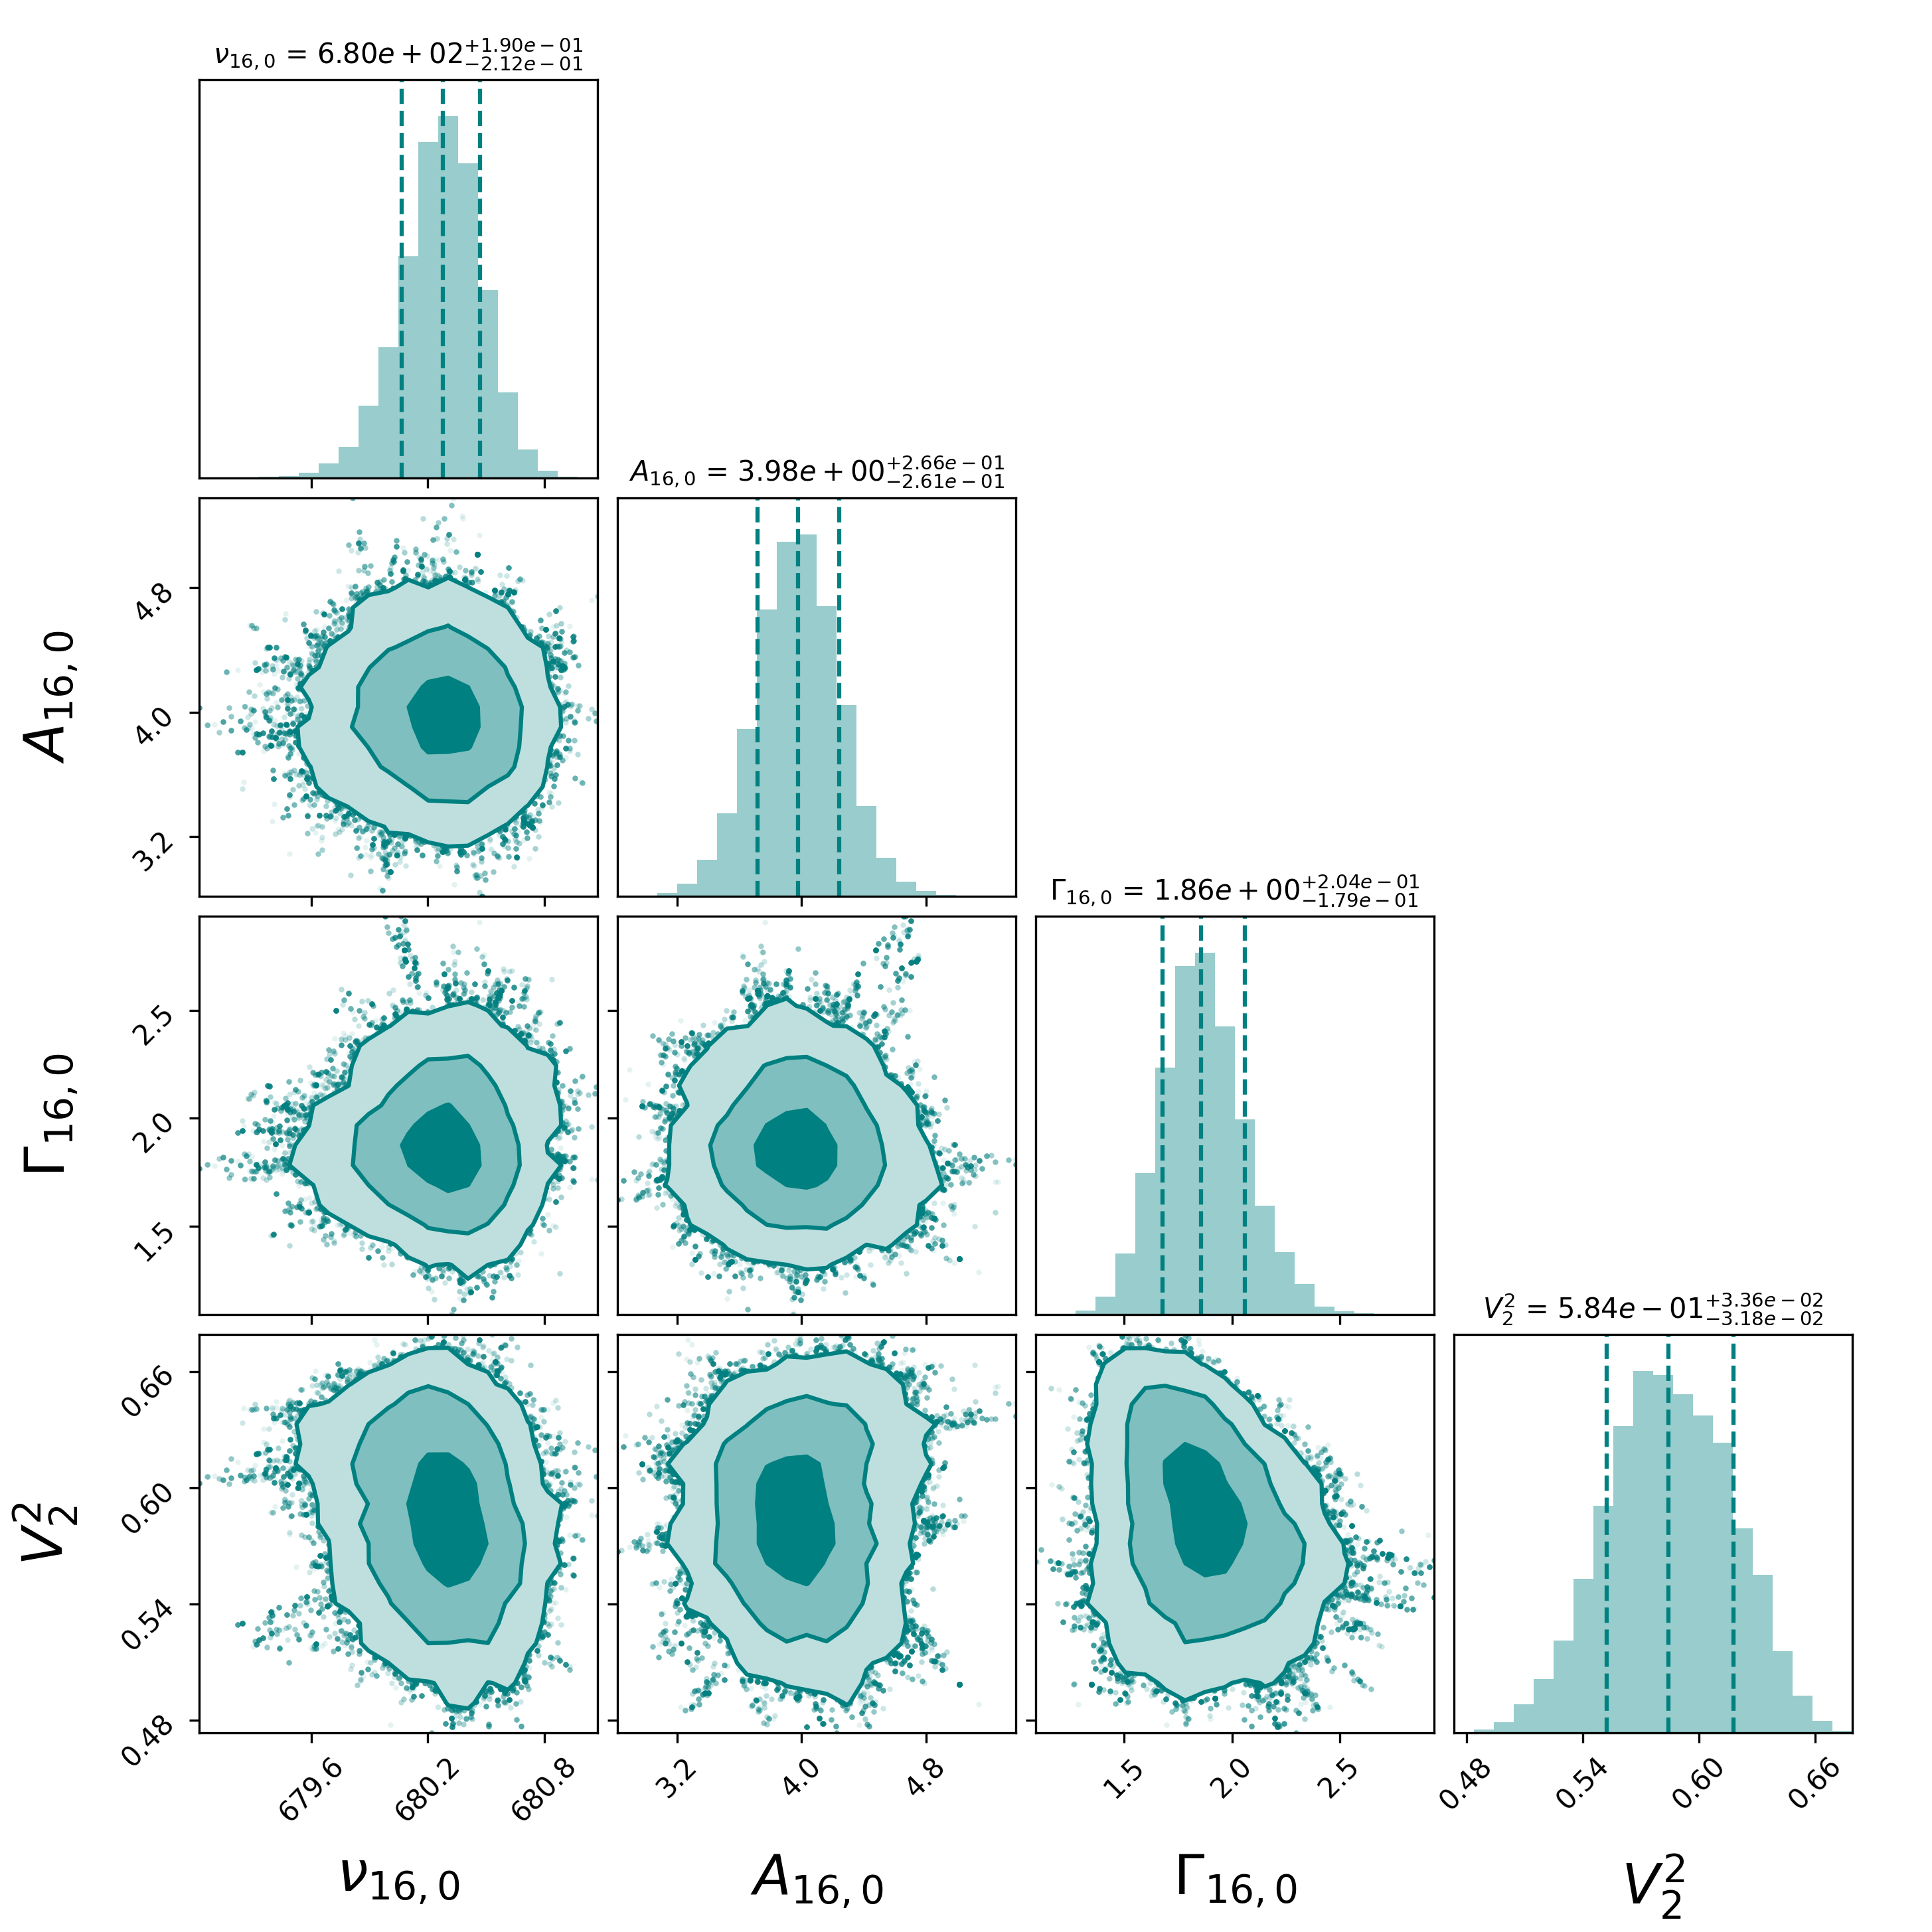 ν16,0 = 6.80e + 02 +1.90e − 01 −2.12e − 01
A16,0 = 3.98e + 00 +2.66e − 01 −2.61e − 01
4.8
4.0
3.2
A16,0
Γ16,0 = 1.86e + 00 +2.04e − 01 −1.79e − 01
2.5
2.0
1.5
Γ16,0
V²₂ = 5.84e − 01 +3.36e − 02 −3.18e − 02
0.66
0.60
0.54
0.48
V²₂
679.6 680.2 680.8 3.2 4.0 4.8 1.5 2.0 2.5 0.48 0.54 0.60 0.66
ν16,0 A16,0 Γ16,0 V²₂